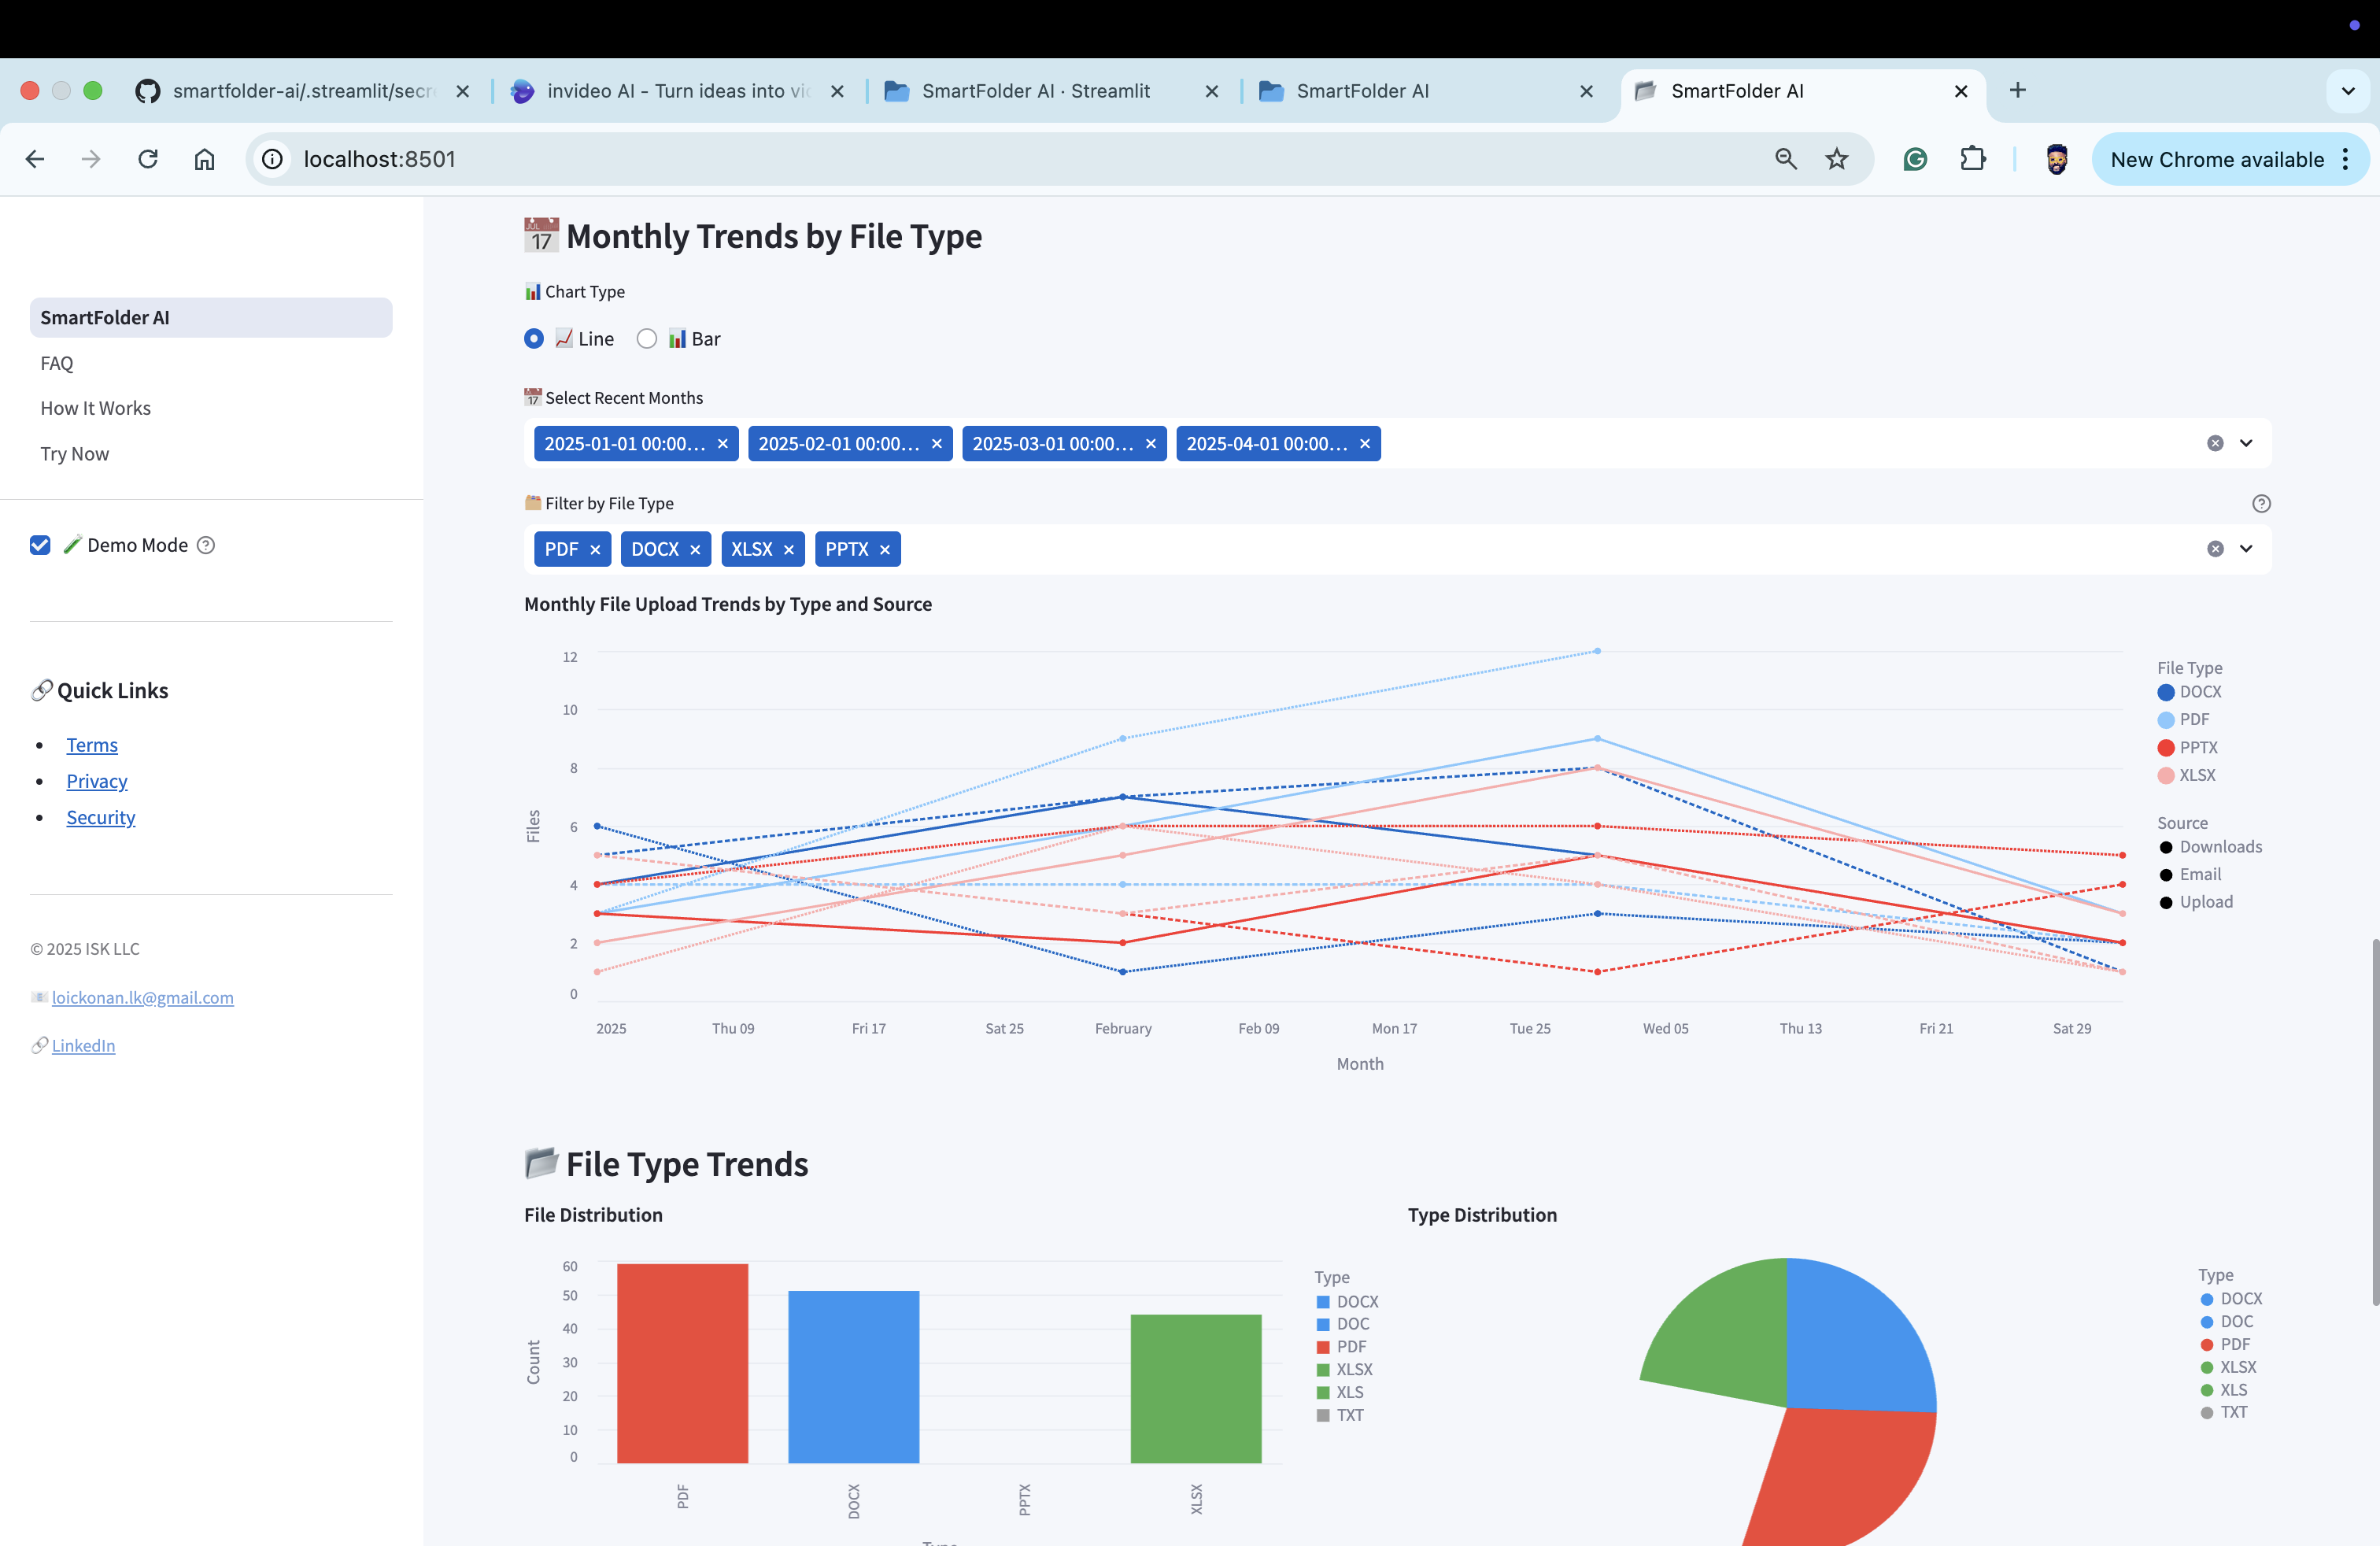 smartfolder-ai/.streamlit/secr
invideo AI - Turn ideas into vi
SmartFolder AI · Streamlit
SmartFolder AI
SmartFolder AI
localhost:8501
New Chrome available
SmartFolder AI
FAQ
How It Works
Try Now
Demo Mode
Quick Links
Terms
Privacy
Security
© 2025 ISK LLC
loickonan.lk@gmail.com
LinkedIn
Monthly Trends by File Type
Chart Type
Line Bar
Select Recent Months
2025-01-01 00:00… 2025-02-01 00:00… 2025-03-01 00:00… 2025-04-01 00:00…
Filter by File Type
PDF DOCX XLSX PPTX
Monthly File Upload Trends by Type and Source
12
10
8
6
4
2
0
Files
2025 Thu 09 Fri 17 Sat 25 February Feb 09 Mon 17 Tue 25 Wed 05 Thu 13 Fri 21 Sat 29
Month
File Type
DOCX
PDF
PPTX
XLSX
Source
Downloads
Email
Upload
File Type Trends
File Distribution
60
50
40
30
20
10
0
Count
PDF DOCX PPTX XLSX
Type
DOCX
DOC
PDF
XLSX
XLS
TXT
Type Distribution
Type
DOCX
DOC
PDF
XLSX
XLS
TXT